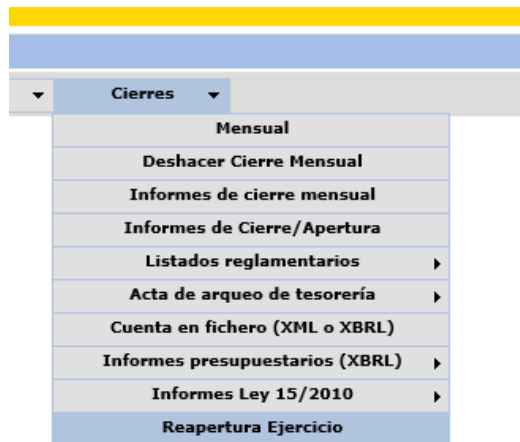 Cierres
Mensual
Deshacer Cierre Mensual
Informes de cierre mensual
Informes de Cierre/Apertura
Listados reglamentarios
Acta de arqueo de tesorería
Cuenta en fichero (XML o XBRL)
Informes presupuestarios (XBRL)
Informes Ley 15/2010
Reapertura Ejercicio